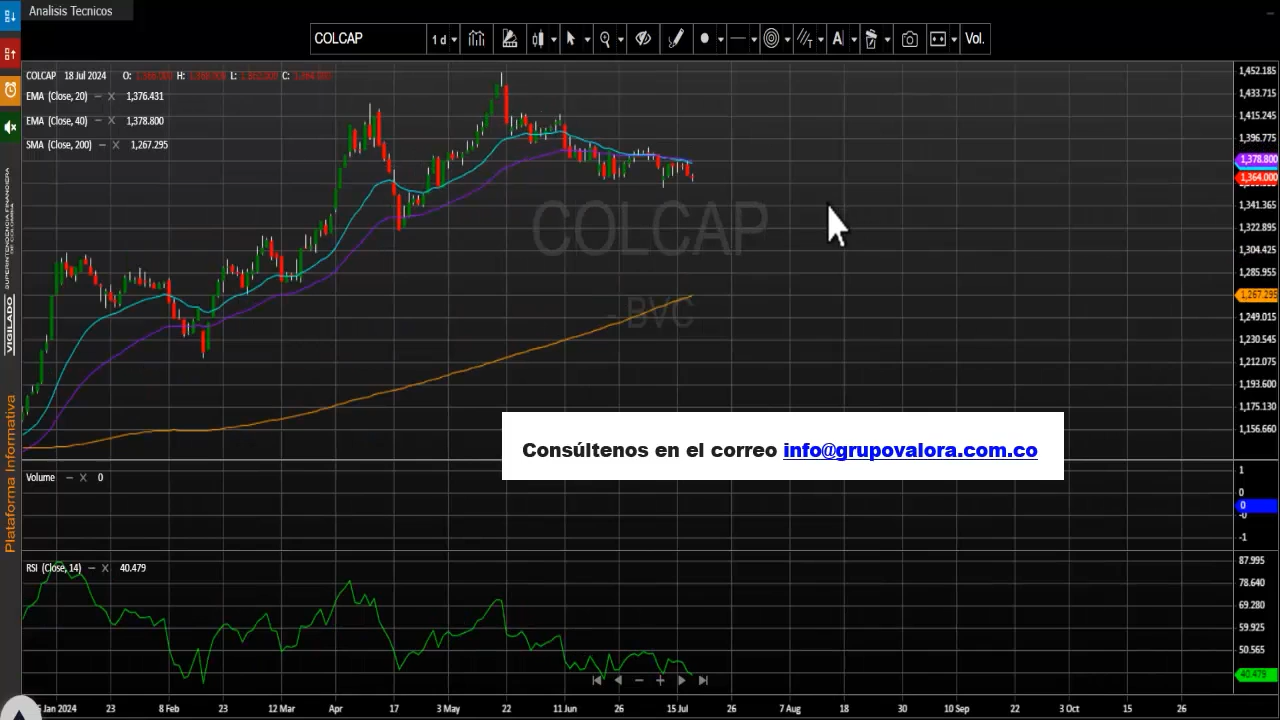 Analisis Tecnicos
COLCAP
1 d
A
Vol.
COLCAP 18 Jul 2024 O: H: L: C:
EMA (Close, 20) – X 1,376.431
EMA (Close, 40) – X 1,378.800
SMA (Close, 200) – X 1,267.295
1,452.185
1,433.715
1,415.245
1,396.775
1,378.800
1,364.000
1,341.365
1,322.895
1,304.425
1,285.955
1,267.295
1,249.015
1,230.545
1,212.075
1,193.600
1,175.130
1,156.660
COLCAP
- BVC
VIGILADO
SUPERINTENDENCIA FINANCIERA
DE COLOMBIA
Plataforma Informativa
Consúltenos en el correo info@grupovalora.com.co
Volume – X 0
1
0
0
-0
-1
RSI (Close, 14) – X 40.479
87.995
78.640
69.280
59.925
50.565
40.479
Jan 2024 23 8 Feb 23 12 Mar Apr 17 3 May 22 11 Jun 26 15 Jul 26 7 Aug 18 30 10 Sep 22 3 Oct 15 26